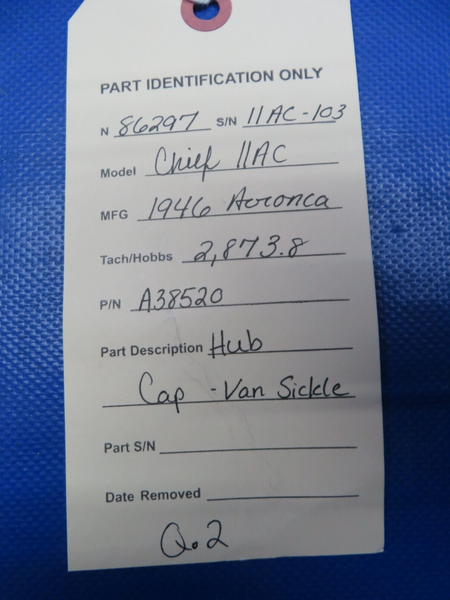 PART IDENTIFICATION ONLY
N 86297 S/N 11AC-103
Model Chief 11AC
MFG 1946 Aeronca
Tach/Hobbs 2,873.8
P/N A38520
Part Description Hub
Cap - Van Sickle
Part S/N
Date Removed
Q.2